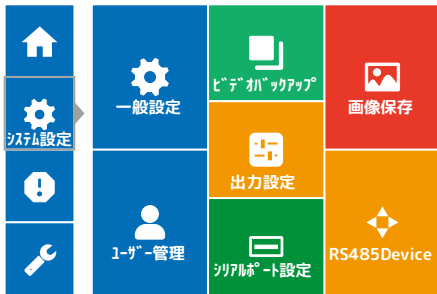 ｼｽﾃﾑ設定
一般設定
ﾋﾞﾃﾞｵﾊﾞｯｸｱｯﾌﾟ
画像保存
出力設定
ﾕｰｻﾞｰ管理
ｼﾘｱﾙﾎﾟｰﾄ設定
RS485Device